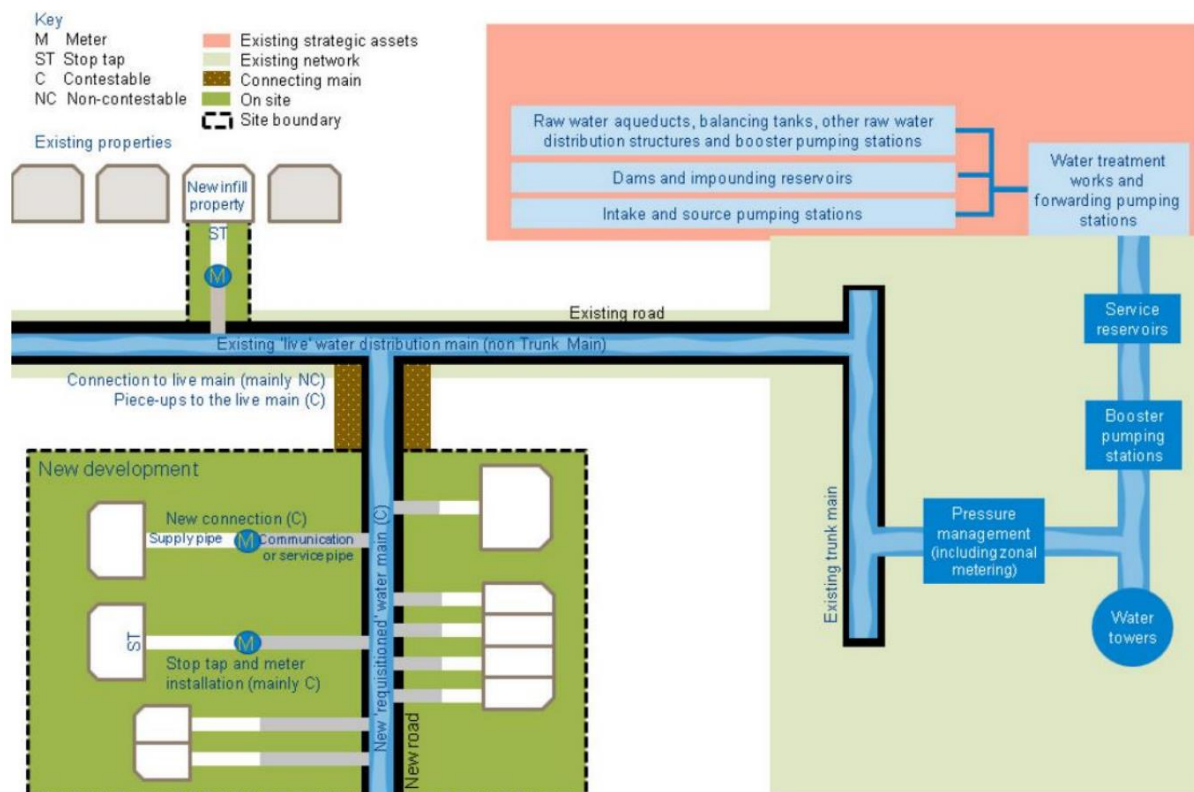 Key
M Meter
ST Stop tap
C Contestable
NC Non-contestable
Existing strategic assets
Existing network
Connecting main
On site
Site boundary
Existing properties
New infill
property
ST
M
Raw water aqueducts, balancing tanks, other raw water
distribution structures and booster pumping stations
Dams and impounding reservoirs
Intake and source pumping stations
Water treatment
works and
forwarding pumping
stations
Existing road
Existing 'live' water distribution main (non Trunk Main)
Connection to live main (mainly NC)
Piece-ups to the live main (C)
Service
reservoirs
Booster
pumping
stations
Pressure
management
(including zonal
metering)
Water
towers
Existing trunk main
New development
New connection (C)
Supply pipe
M
Communication
or service pipe
ST
M
Stop tap and meter
installation (mainly C)
New 'requisitioned' water main (C)
New road